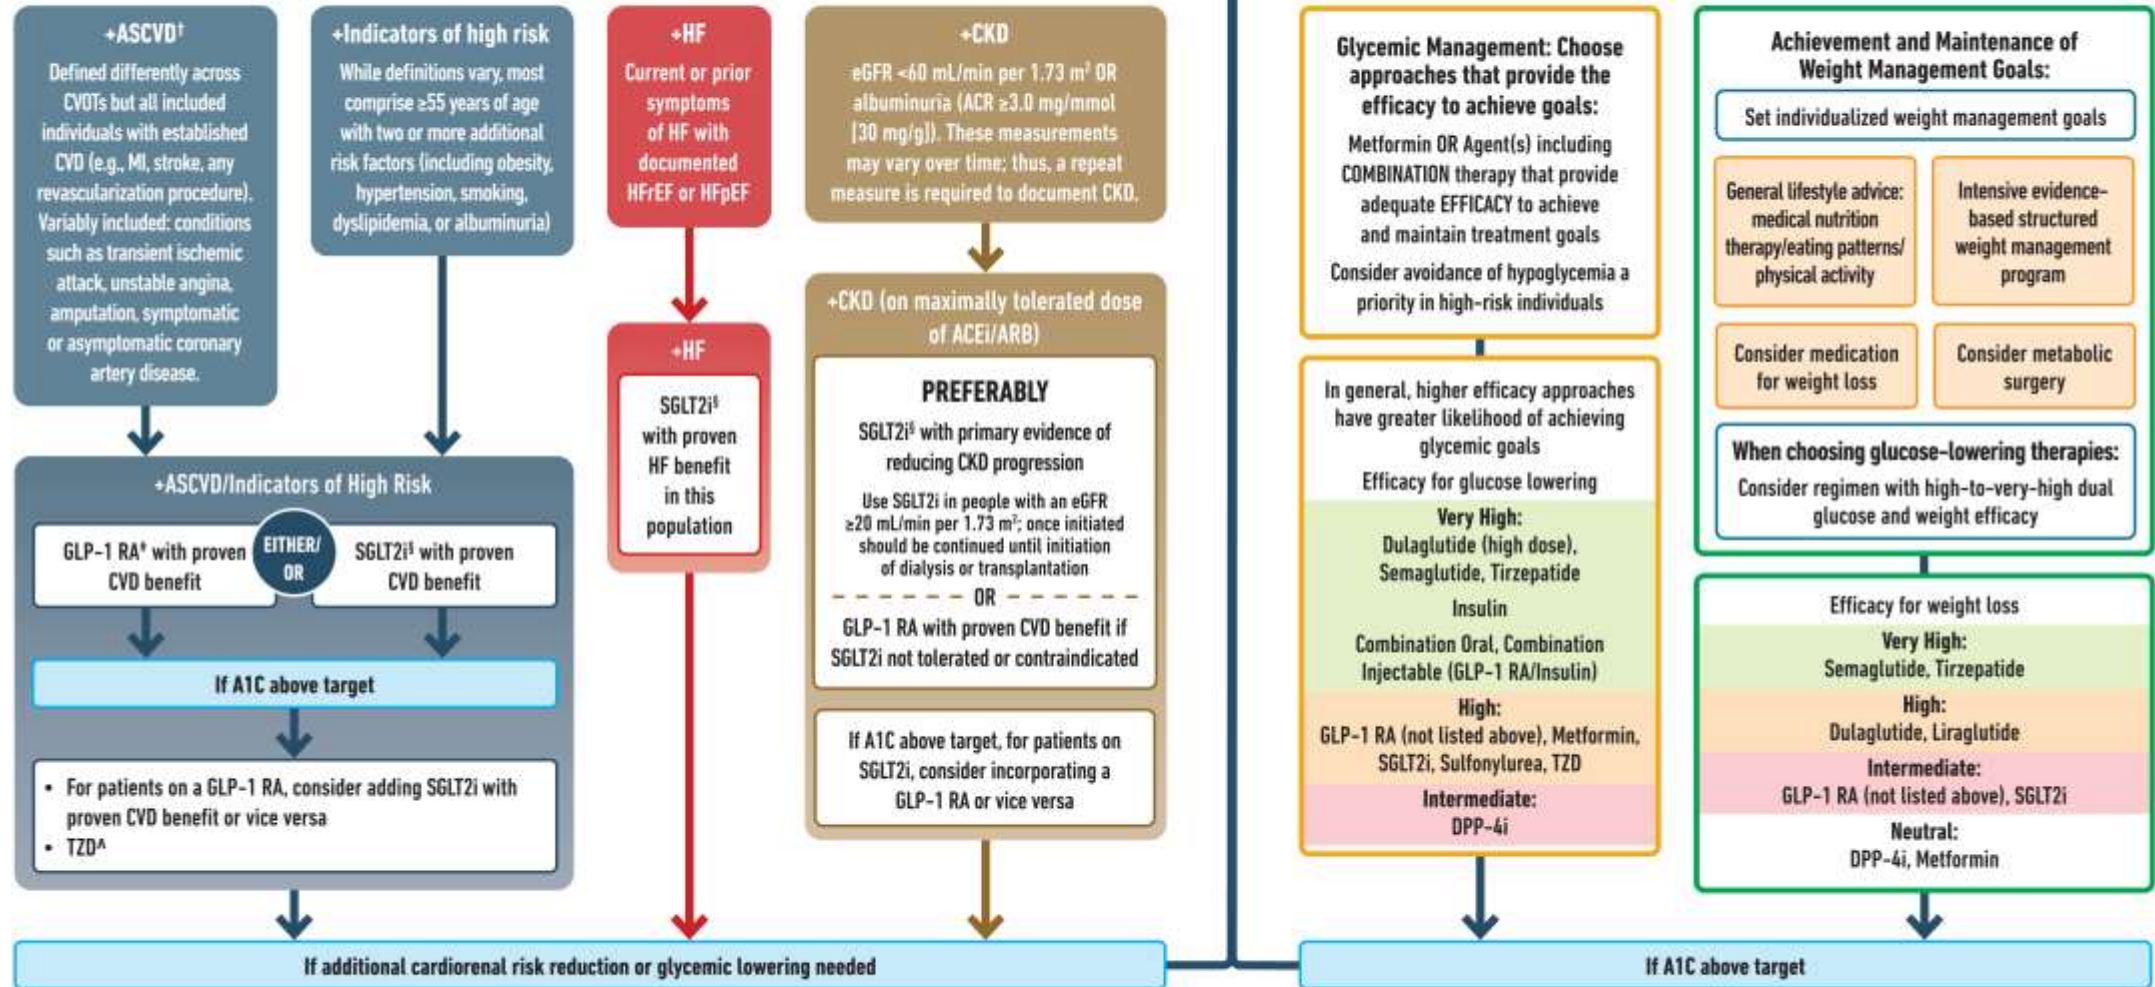 +ASCVD†
Defined differently across
CVOTs but all included
individuals with established
CVD (e.g., MI, stroke, any
revascularization procedure).
Variably included: conditions
such as transient ischemic
attack, unstable angina,
amputation, symptomatic
or asymptomatic coronary
artery disease.
+Indicators of high risk
While definitions vary, most
comprise ≥55 years of age
with two or more additional
risk factors (including obesity,
hypertension, smoking,
dyslipidemia, or albuminuria)
+ASCVD/Indicators of High Risk
GLP-1 RA‡ with proven
CVD benefit
EITHER/
OR
SGLT2i§ with proven
CVD benefit
If A1C above target
• For patients on a GLP-1 RA, consider adding SGLT2i with
proven CVD benefit or vice versa
• TZD^
+HF
Current or prior
symptoms
of HF with
documented
HFrEF or HFpEF
+HF
SGLT2i§
with proven
HF benefit
in this
population
+CKD
eGFR <60 mL/min per 1.73 m² OR
albuminuria (ACR ≥3.0 mg/mmol
[30 mg/g]). These measurements
may vary over time; thus, a repeat
measure is required to document CKD.
+CKD (on maximally tolerated dose
of ACEi/ARB)
PREFERABLY
SGLT2i§ with primary evidence of
reducing CKD progression
Use SGLT2i in people with an eGFR
≥20 mL/min per 1.73 m²; once initiated
should be continued until initiation
of dialysis or transplantation
OR
GLP-1 RA with proven CVD benefit if
SGLT2i not tolerated or contraindicated
If A1C above target, for patients on
SGLT2i, consider incorporating a
GLP-1 RA or vice versa
If additional cardiorenal risk reduction or glycemic lowering needed
Glycemic Management: Choose
approaches that provide the
efficacy to achieve goals:
Metformin OR Agent(s) including
COMBINATION therapy that provide
adequate EFFICACY to achieve
and maintain treatment goals
Consider avoidance of hypoglycemia a
priority in high-risk individuals
In general, higher efficacy approaches
have greater likelihood of achieving
glycemic goals
Efficacy for glucose lowering
Very High:
Dulaglutide (high dose),
Semaglutide, Tirzepatide
Insulin
Combination Oral, Combination
Injectable (GLP-1 RA/Insulin)
High:
GLP-1 RA (not listed above), Metformin,
SGLT2i, Sulfonylurea, TZD
Intermediate:
DPP-4i
Achievement and Maintenance of
Weight Management Goals:
Set individualized weight management goals
General lifestyle advice:
medical nutrition
therapy/eating patterns/
physical activity
Intensive evidence-
based structured
weight management
program
Consider medication
for weight loss
Consider metabolic
surgery
When choosing glucose-lowering therapies:
Consider regimen with high-to-very-high dual
glucose and weight efficacy
Efficacy for weight loss
Very High:
Semaglutide, Tirzepatide
High:
Dulaglutide, Liraglutide
Intermediate:
GLP-1 RA (not listed above), SGLT2i
Neutral:
DPP-4i, Metformin
If A1C above target